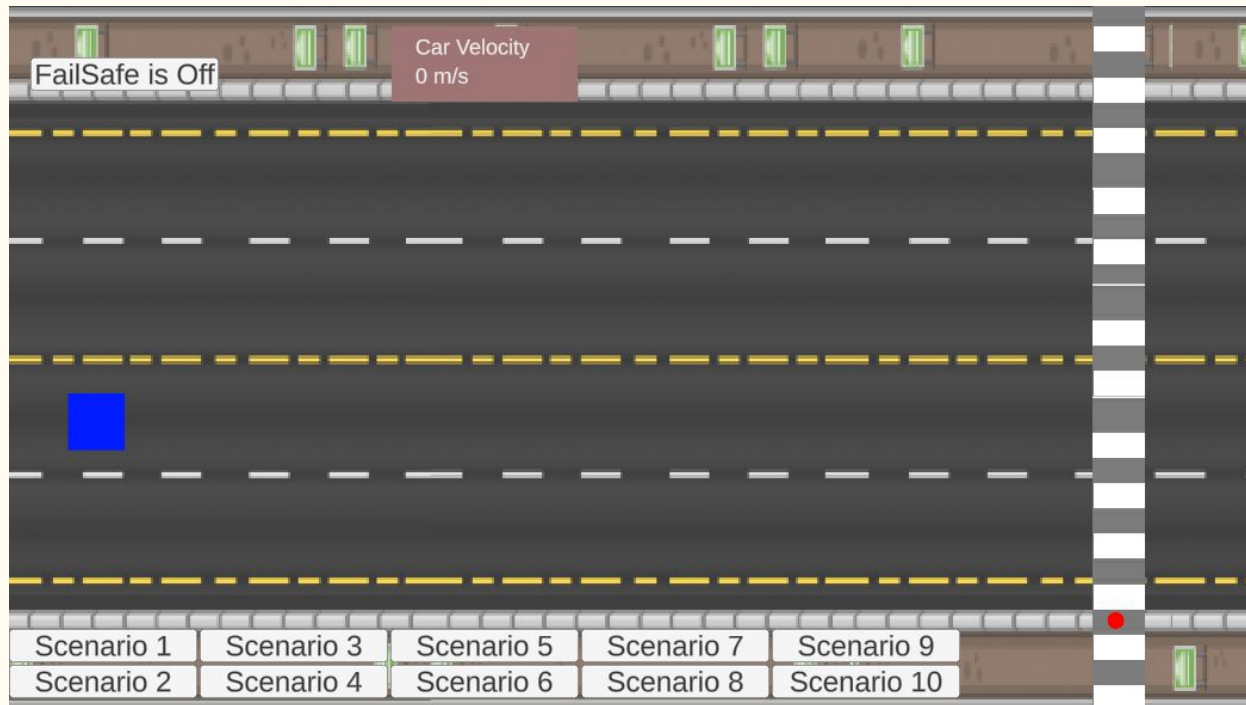 Car Velocity
0 m/s
FailSafe is Off
Scenario 1
Scenario 3
Scenario 5
Scenario 7
Scenario 9
Scenario 2
Scenario 4
Scenario 6
Scenario 8
Scenario 10